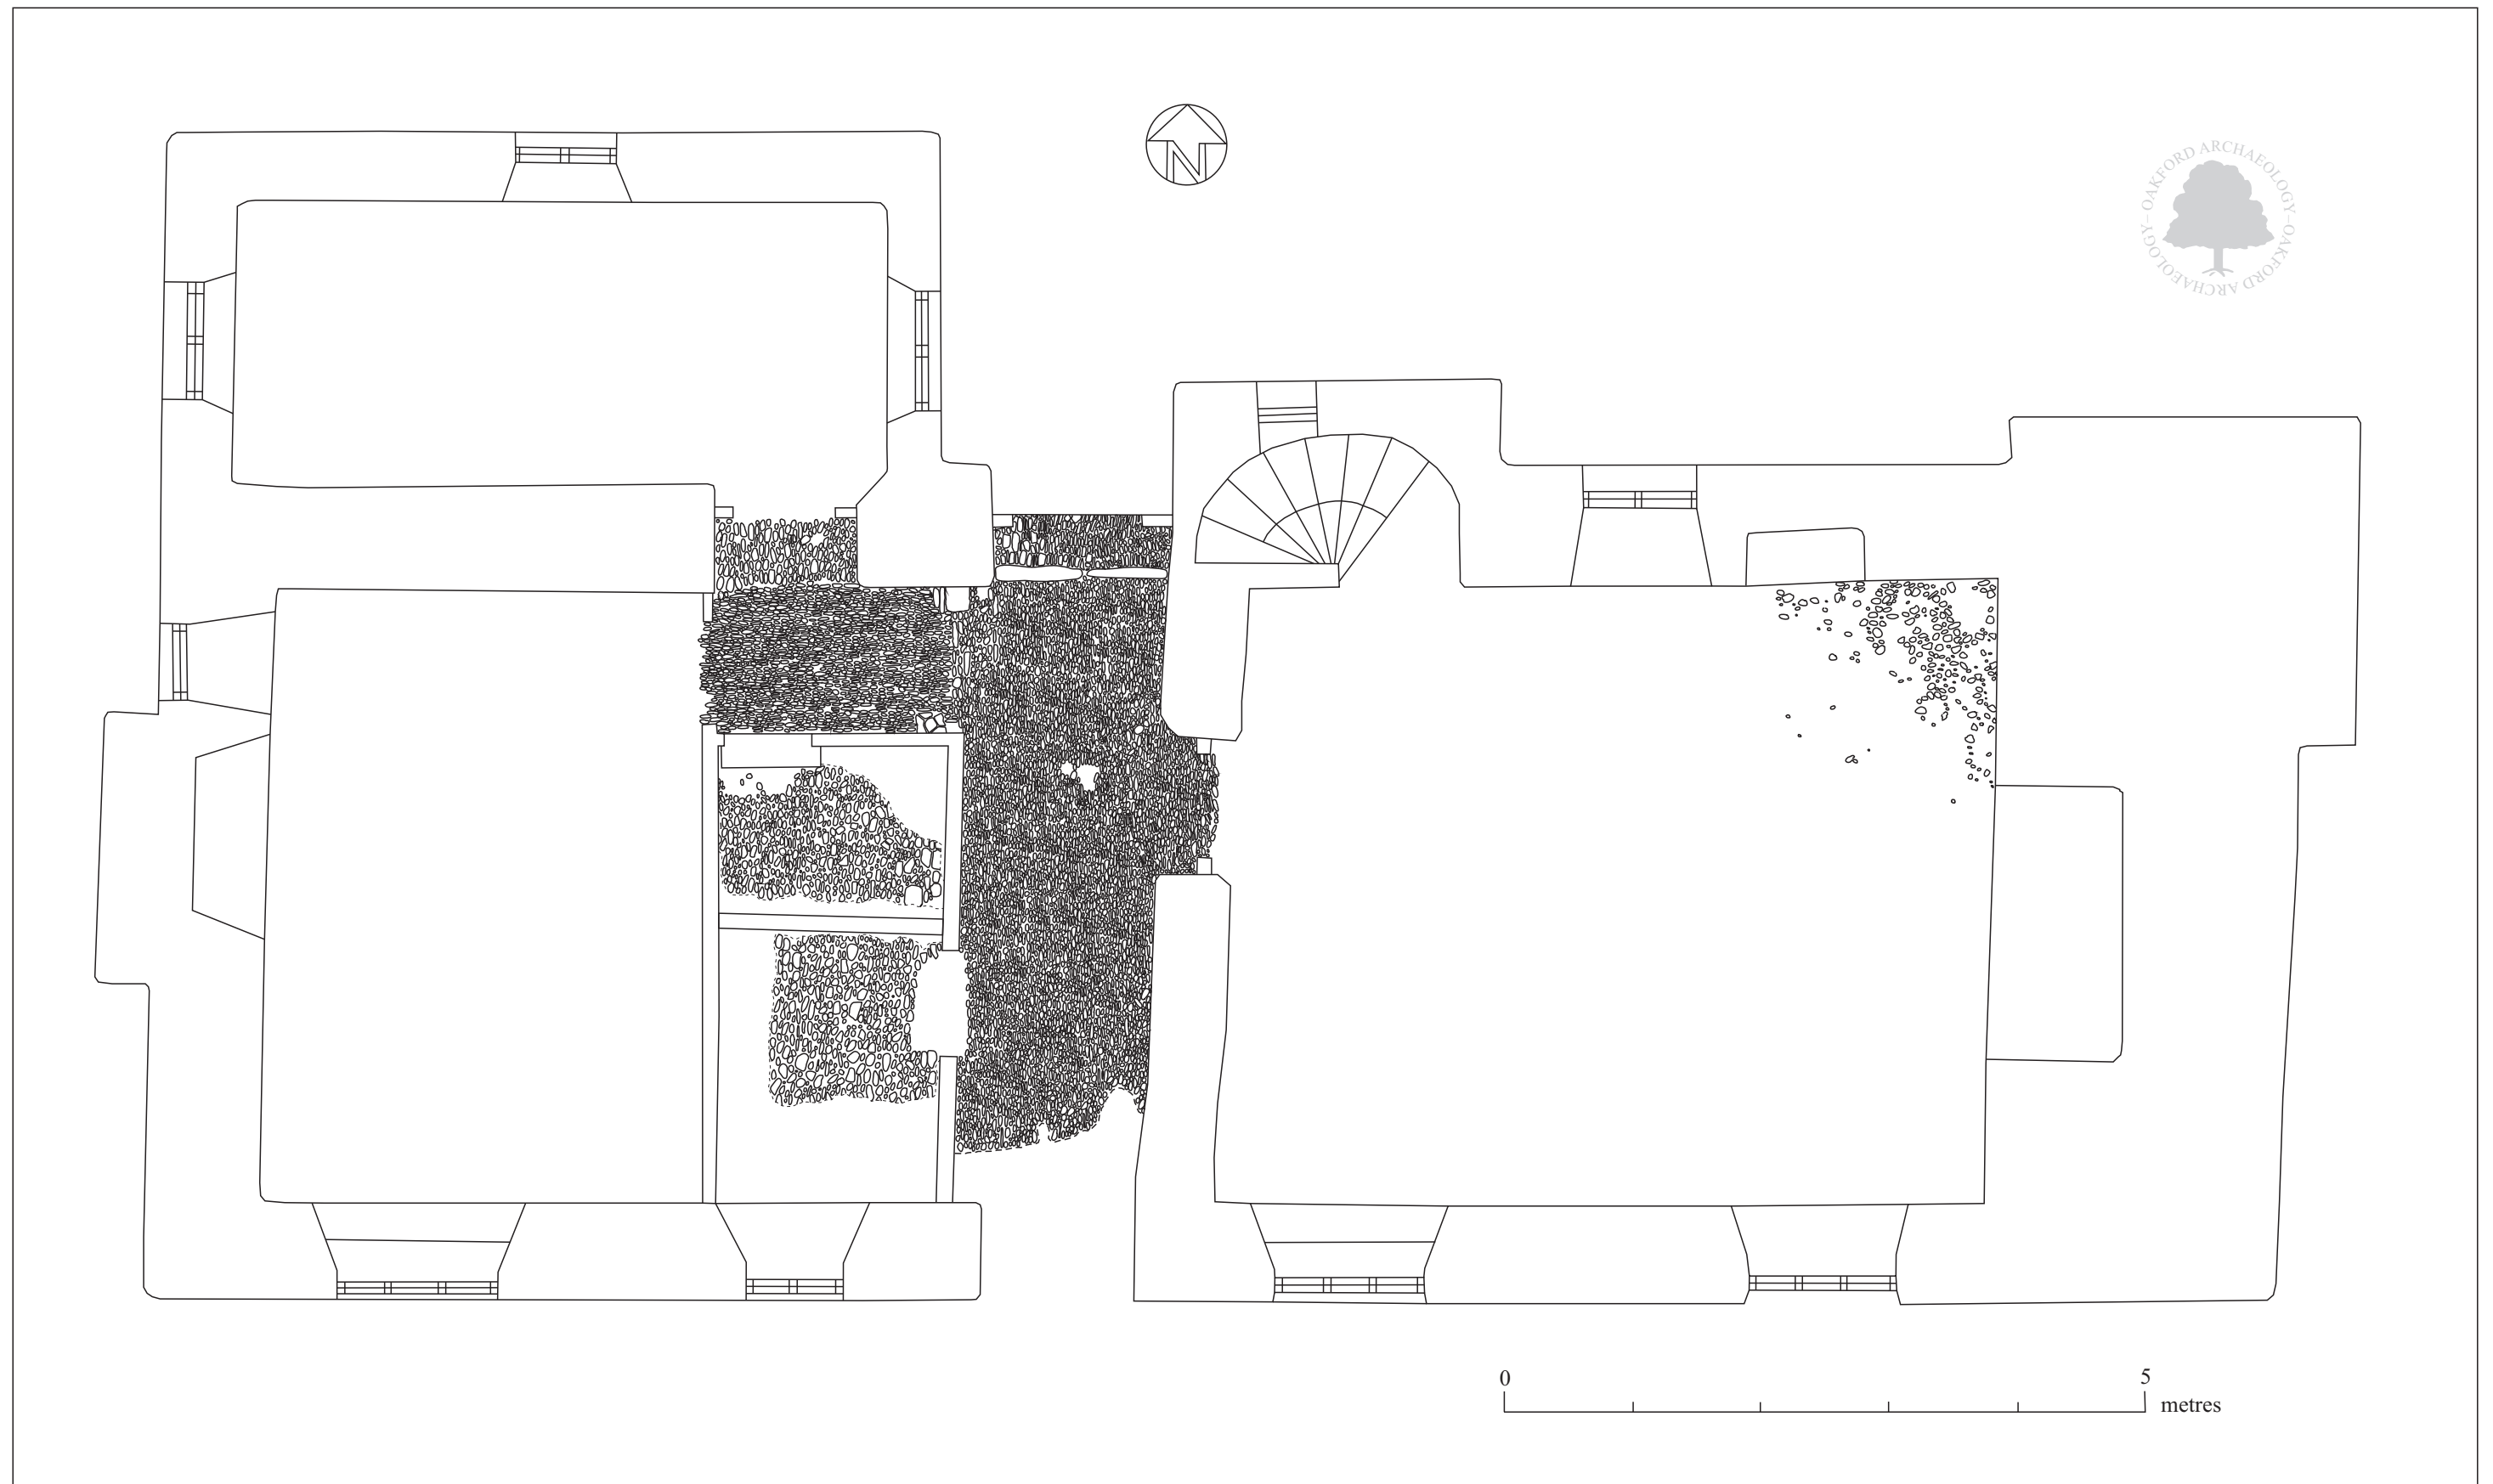 N
OAKFORD ARCHAEOLOGY – OAKFORD ARCHAEOLOGY –
0 5
metres